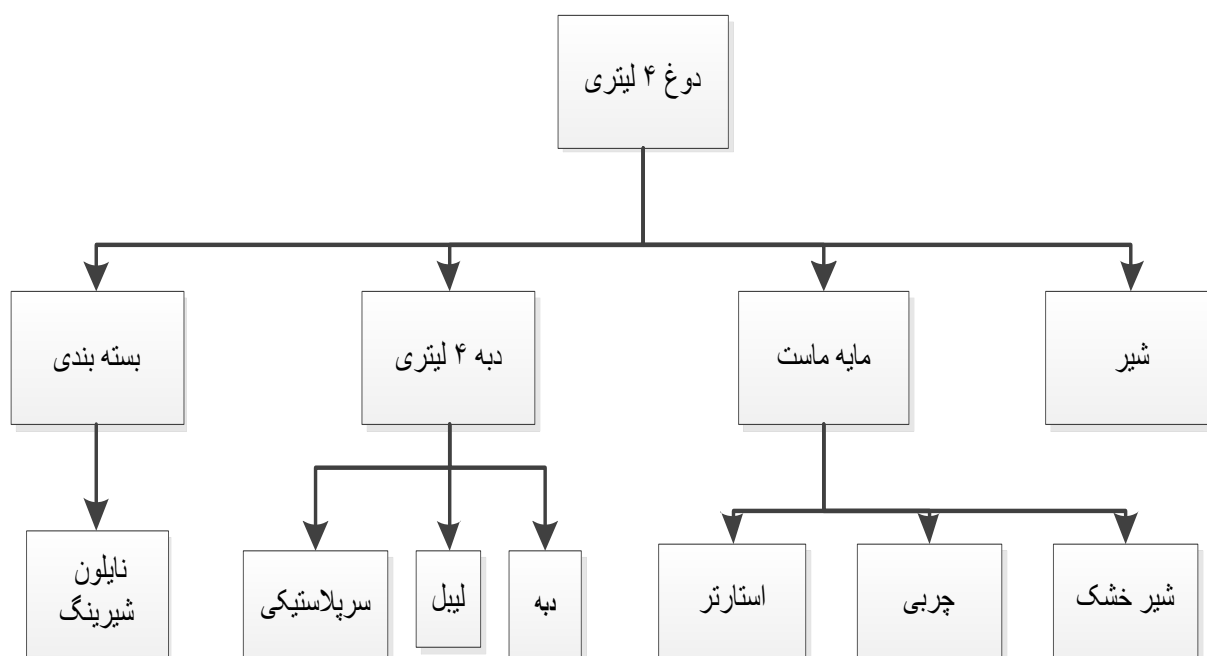 دوغ ۴ لیتری
شیر
مایه ماست
دبه ۴ لیتری
بسته بندی
شیر خشک
چربی
استارتر
دبه
لیبل
سرپلاستیکی
نایلون
شیرینگ